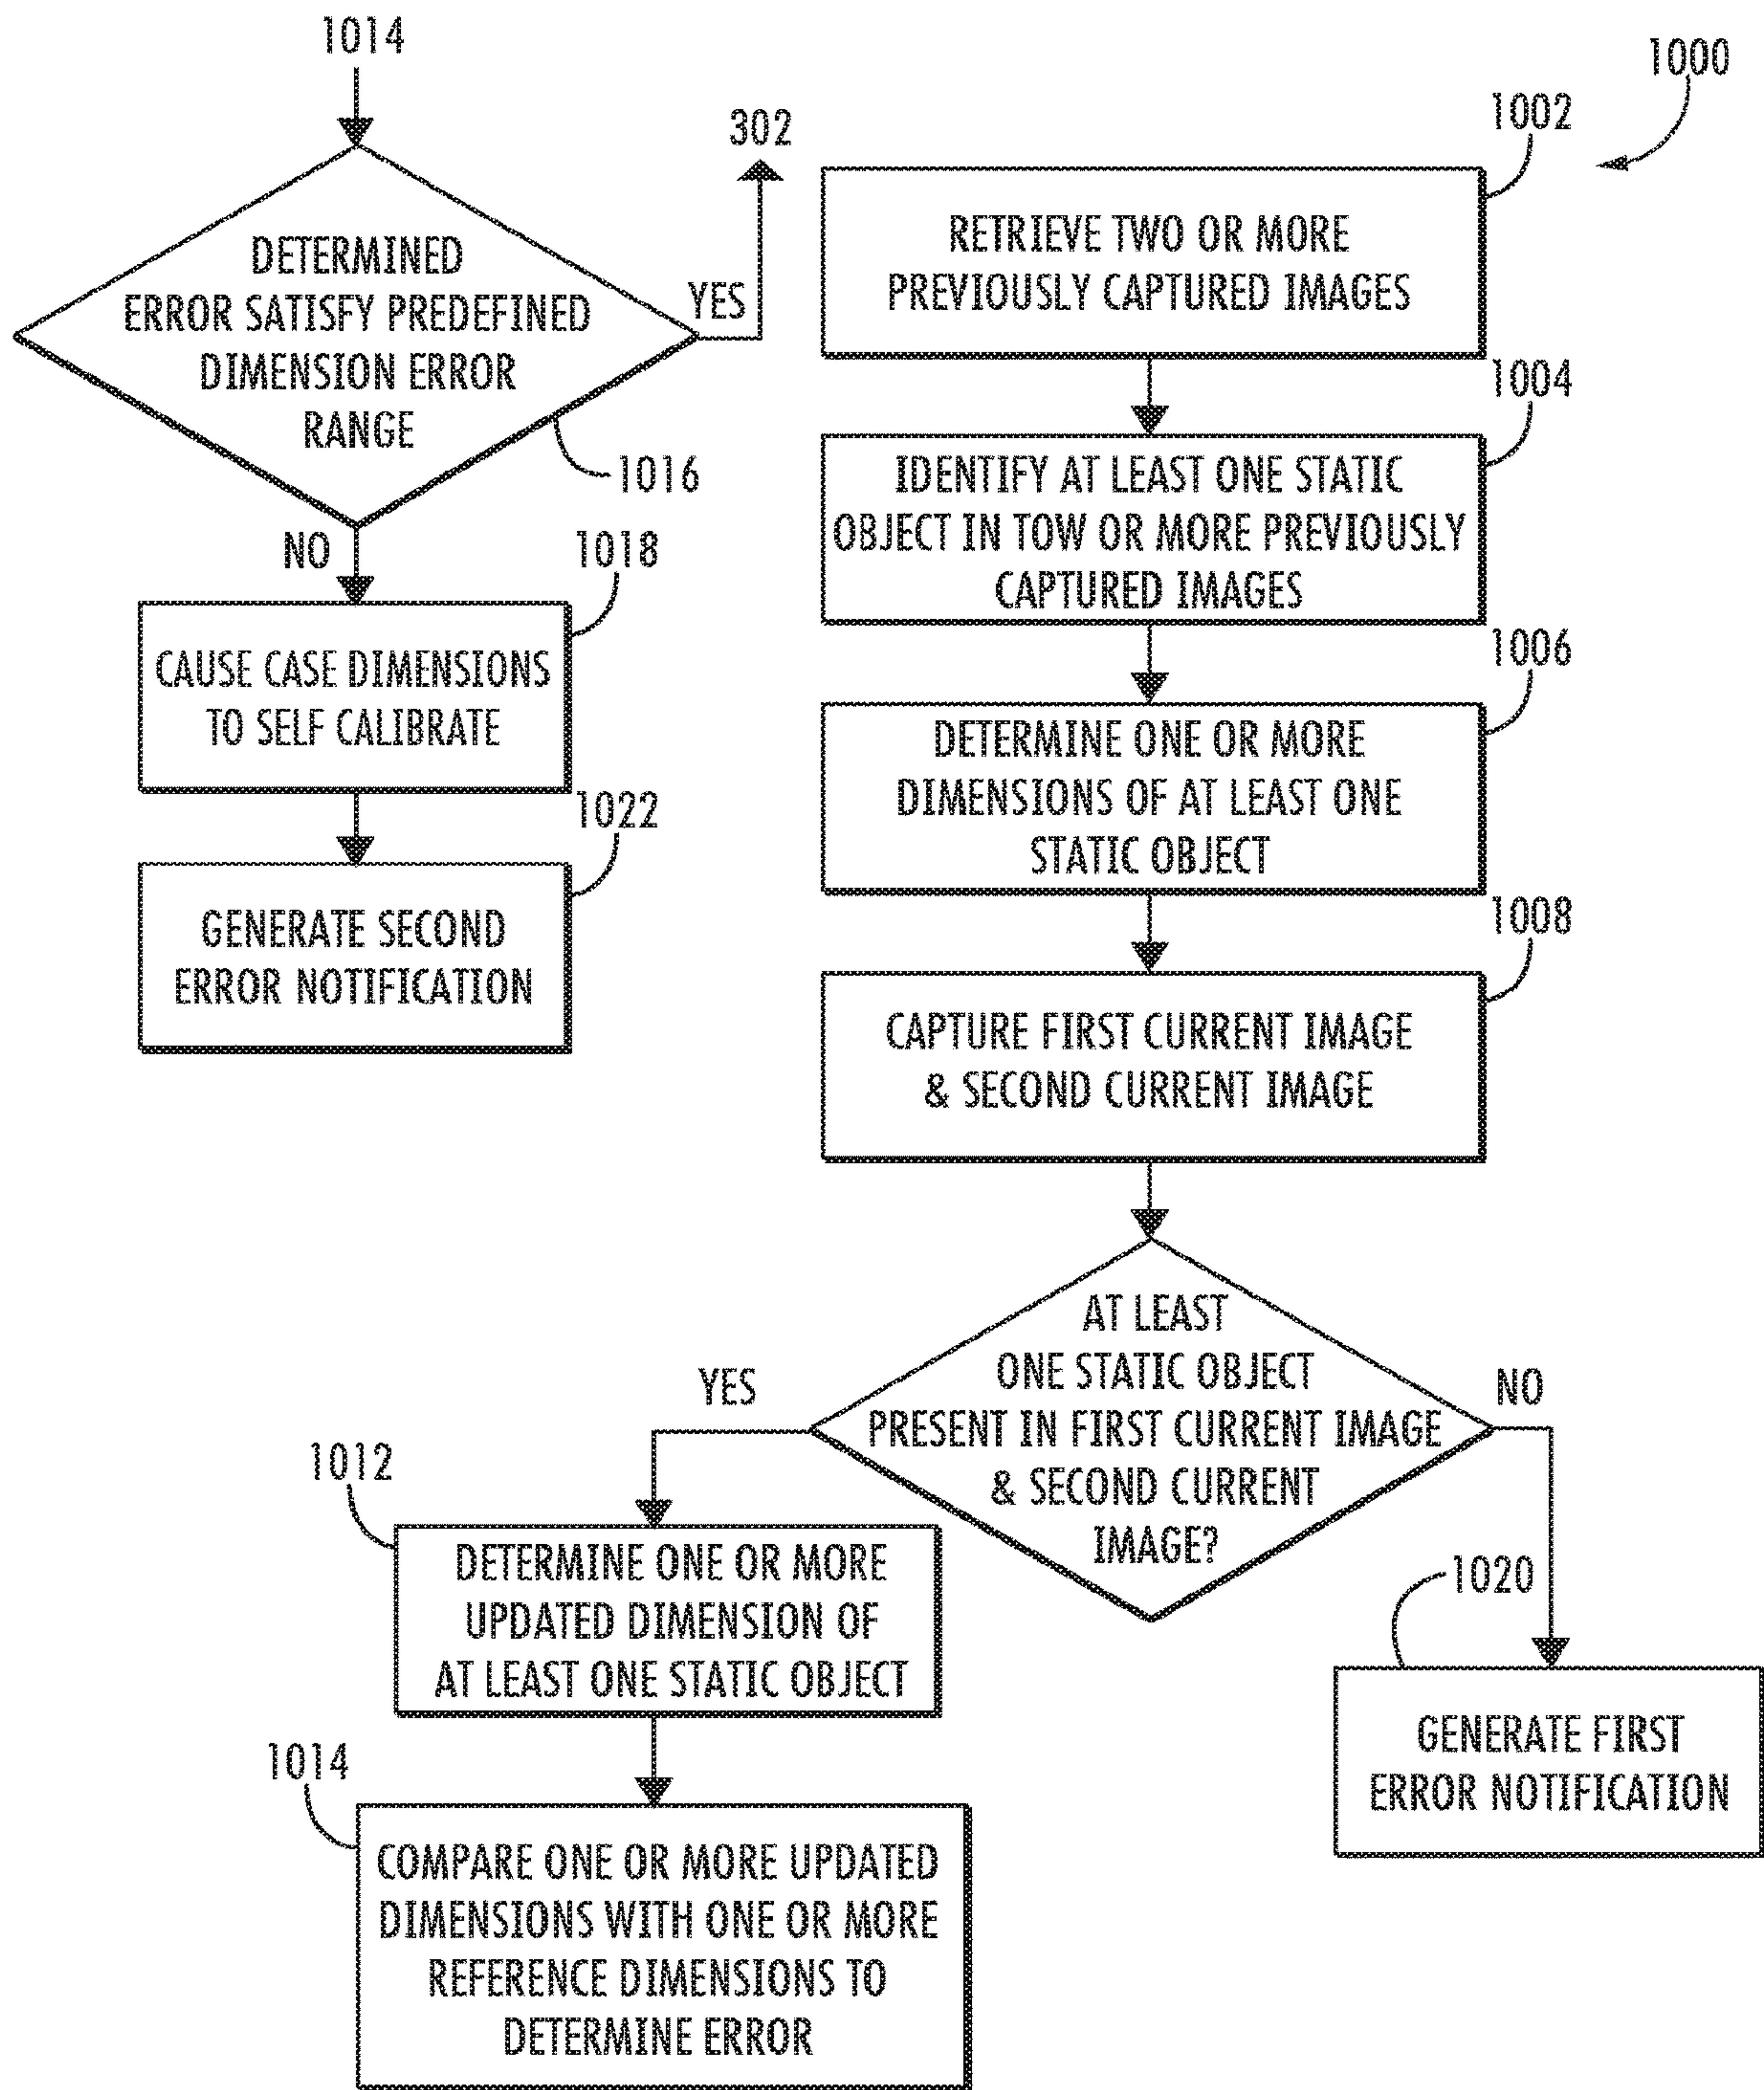 1014
DETERMINED
ERROR SATISFY PREDEFINED
DIMENSION ERROR
RANGE
YES
302
1016
NO
1018
CAUSE CASE DIMENSIONS
TO SELF CALIBRATE
1022
GENERATE SECOND
ERROR NOTIFICATION
1000
1002
RETRIEVE TWO OR MORE
PREVIOUSLY CAPTURED IMAGES
1004
IDENTIFY AT LEAST ONE STATIC
OBJECT IN TOW OR MORE PREVIOUSLY
CAPTURED IMAGES
1006
DETERMINE ONE OR MORE
DIMENSIONS OF AT LEAST ONE
STATIC OBJECT
1008
CAPTURE FIRST CURRENT IMAGE
& SECOND CURRENT IMAGE
AT LEAST
ONE STATIC OBJECT
PRESENT IN FIRST CURRENT IMAGE
& SECOND CURRENT
IMAGE?
YES
NO
1012
DETERMINE ONE OR MORE
UPDATED DIMENSION OF
AT LEAST ONE STATIC OBJECT
1014
COMPARE ONE OR MORE UPDATED
DIMENSIONS WITH ONE OR MORE
REFERENCE DIMENSIONS TO
DETERMINE ERROR
1020
GENERATE FIRST
ERROR NOTIFICATION